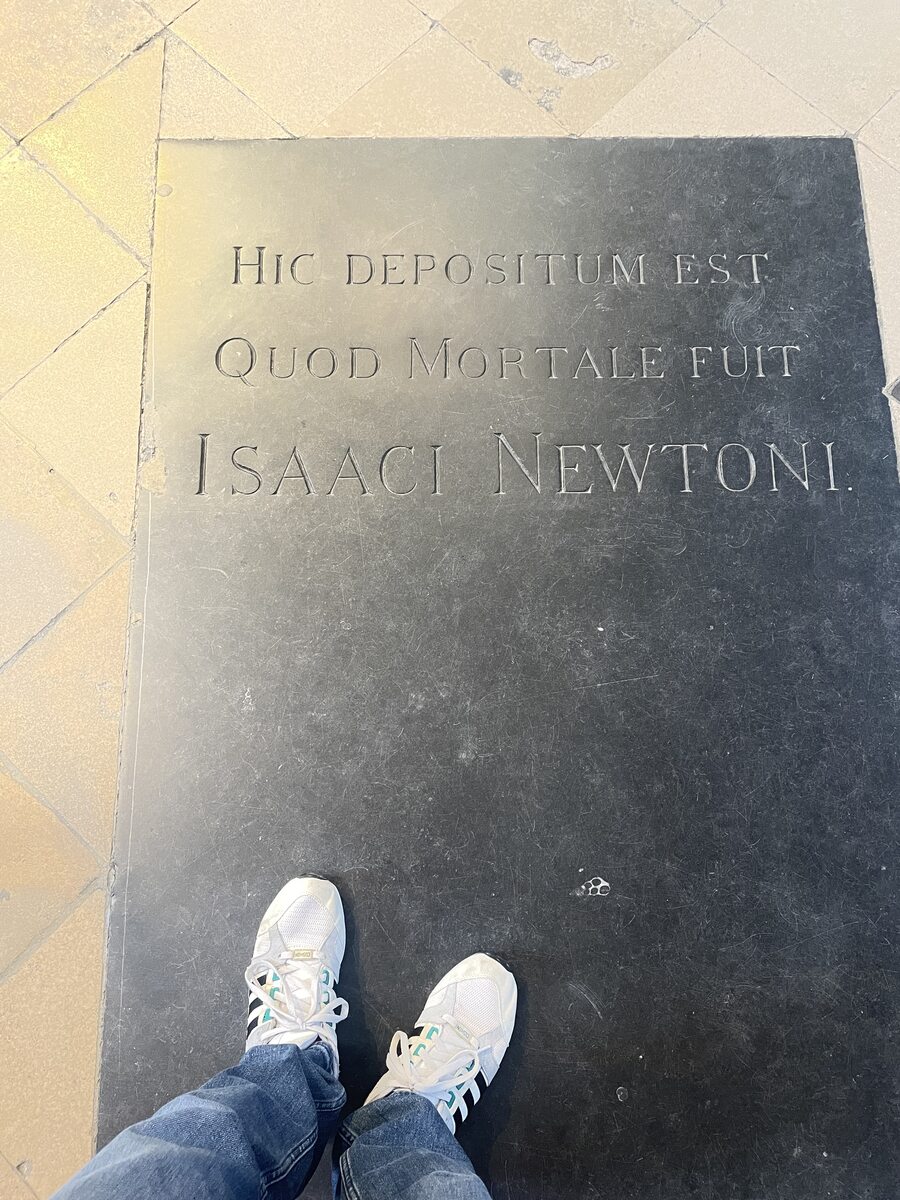 HIC DEPOSITUM EST
QUOD MORTALE FUIT
ISAACI NEWTONI.